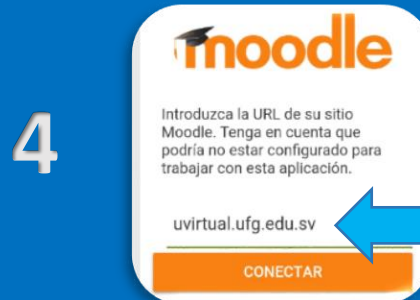 moodle
4
Introduzca la URL de su sitio
Moodle. Tenga en cuenta que
podría no estar configurado para
trabajar con esta aplicación.
uvirtual.ufg.edu.sv
CONECTAR